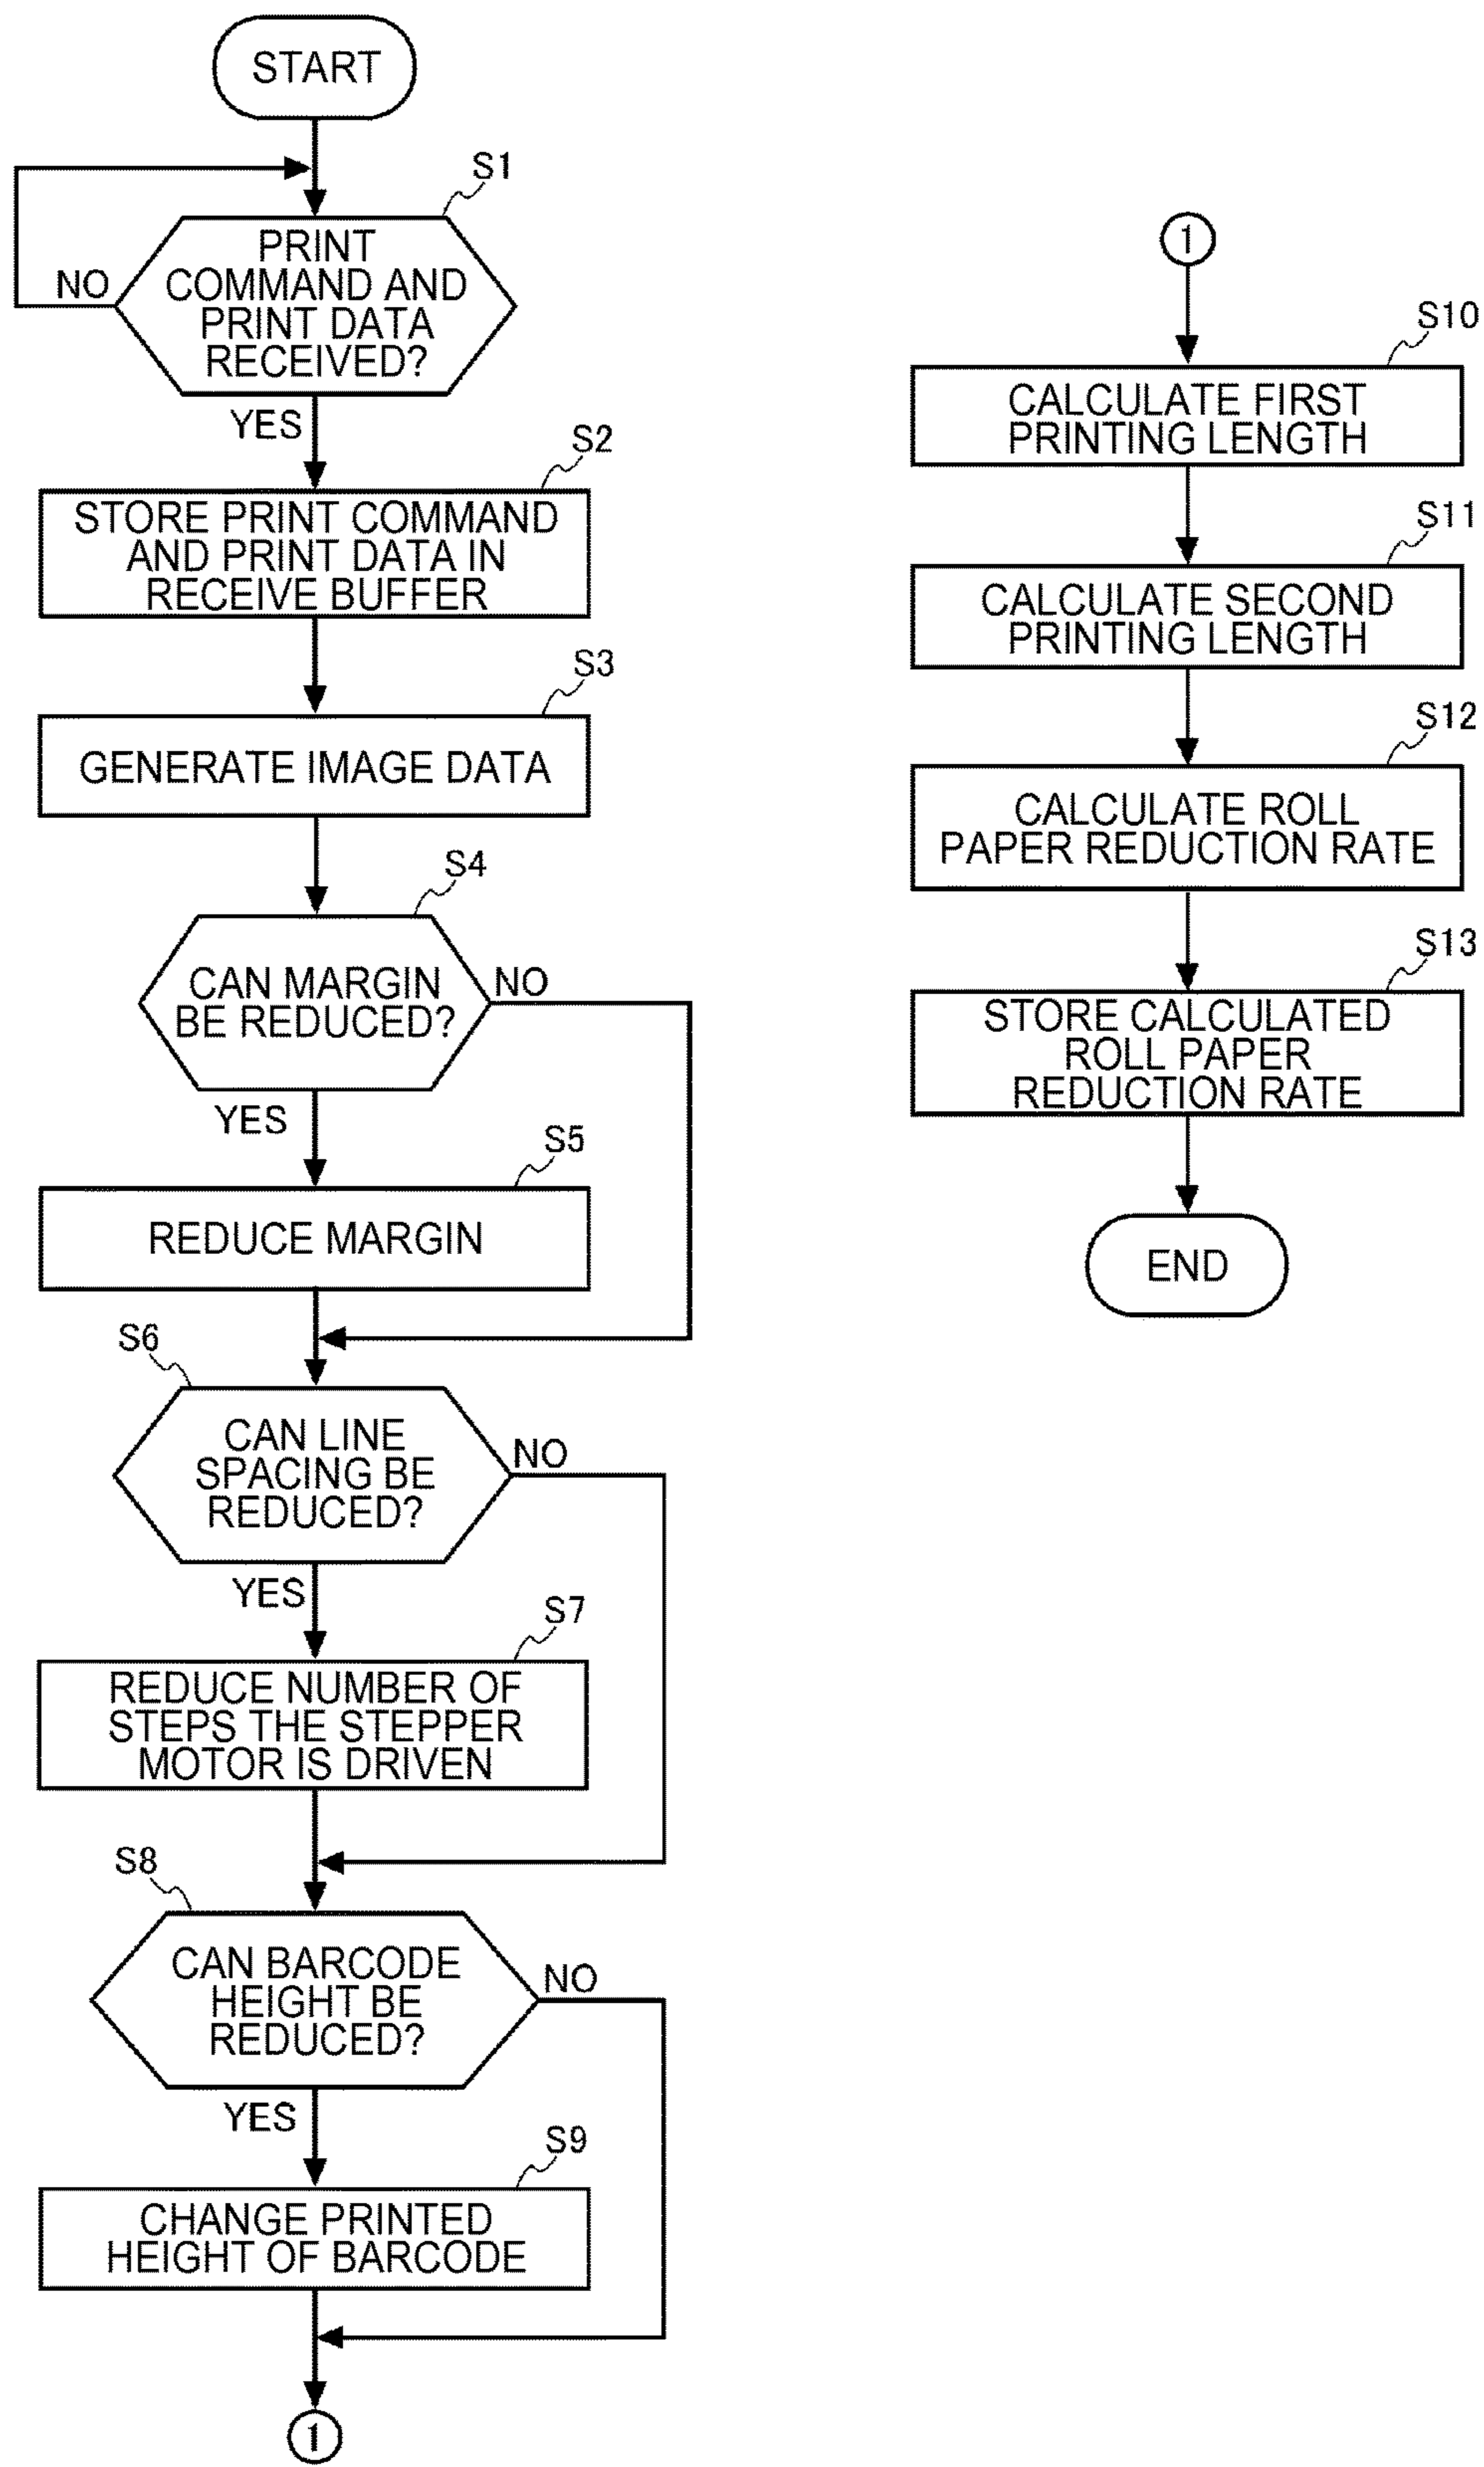 START
S1
PRINT
COMMAND AND
PRINT DATA
RECEIVED?
NO
YES
S2
STORE PRINT COMMAND
AND PRINT DATA IN
RECEIVE BUFFER
S3
GENERATE IMAGE DATA
S4
CAN MARGIN
BE REDUCED?
NO
YES
S5
REDUCE MARGIN
S6
CAN LINE
SPACING BE
REDUCED?
NO
YES
S7
REDUCE NUMBER OF
STEPS THE STEPPER
MOTOR IS DRIVEN
S8
CAN BARCODE
HEIGHT BE
REDUCED?
NO
YES
S9
CHANGE PRINTED
HEIGHT OF BARCODE
1
1
S10
CALCULATE FIRST
PRINTING LENGTH
S11
CALCULATE SECOND
PRINTING LENGTH
S12
CALCULATE ROLL
PAPER REDUCTION RATE
S13
STORE CALCULATED
ROLL PAPER
REDUCTION RATE
END